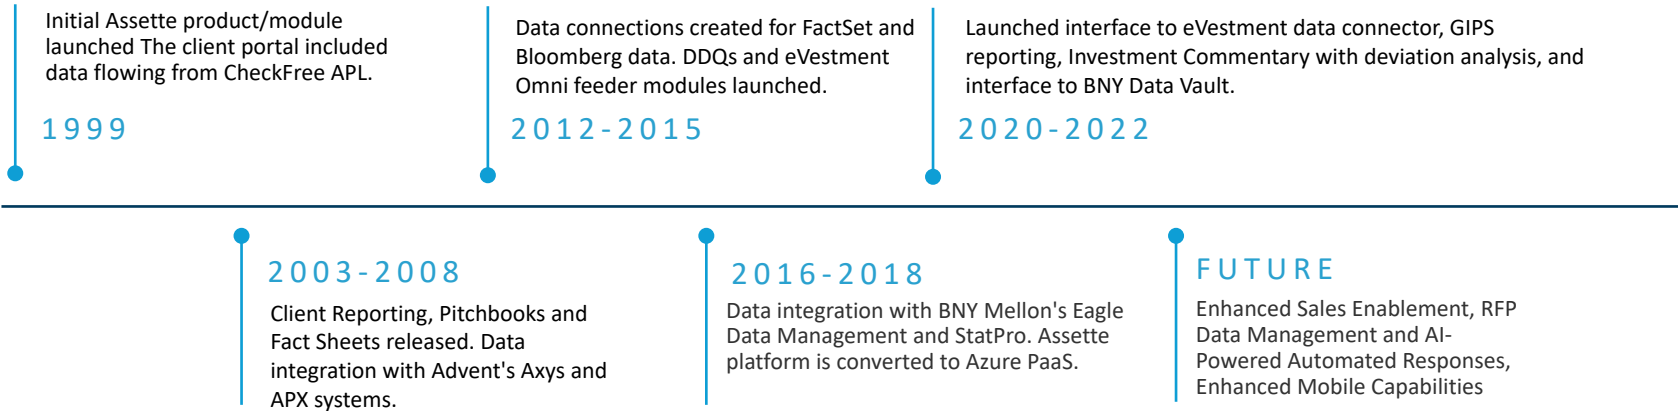 Initial Assette product/module
launched The client portal included
data flowing from CheckFree APL.
1999
Data connections created for FactSet and
Bloomberg data. DDQs and eVestment
Omni feeder modules launched.
2012-2015
Launched interface to eVestment data connector, GIPS
reporting, Investment Commentary with deviation analysis, and
interface to BNY Data Vault.
2020-2022
2003-2008
Client Reporting, Pitchbooks and
Fact Sheets released. Data
integration with Advent's Axys and
APX systems.
2016-2018
Data integration with BNY Mellon's Eagle
Data Management and StatPro. Assette
platform is converted to Azure PaaS.
FUTURE
Enhanced Sales Enablement, RFP
Data Management and AI-
Powered Automated Responses,
Enhanced Mobile Capabilities